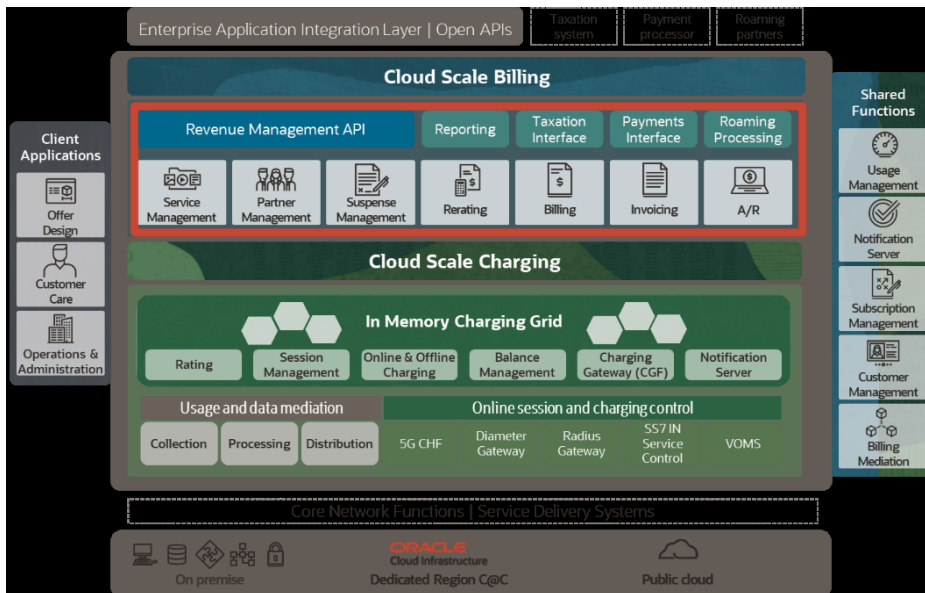 Enterprise Application Integration Layer | Open APIs
Taxation
system
Payment
processor
Roaming
partners
Cloud Scale Billing
Revenue Management API
Reporting
Taxation
Interface
Payments
Interface
Roaming
Processing
Service
Management
Partner
Management
Suspense
Management
Rerating
Billing
Invoicing
A/R
Client
Applications
Offer
Design
Customer
Care
Operations &
Administration
Shared
Functions
Usage
Management
Notification
Server
Subscription
Management
Customer
Management
Billing
Mediation
Cloud Scale Charging
In Memory Charging Grid
Rating
Session
Management
Online & Offline
Charging
Balance
Management
Charging
Gateway (CGF)
Notification
Server
Usage and data mediation
Online session and charging control
Collection
Processing
Distribution
5G CHF
Diameter
Gateway
Radius
Gateway
SS7 IN
Service
Control
VOMS
Core Network Functions | Service Delivery Systems
On premise
ORACLE
Cloud Infrastructure
Dedicated Region C@C
Public cloud